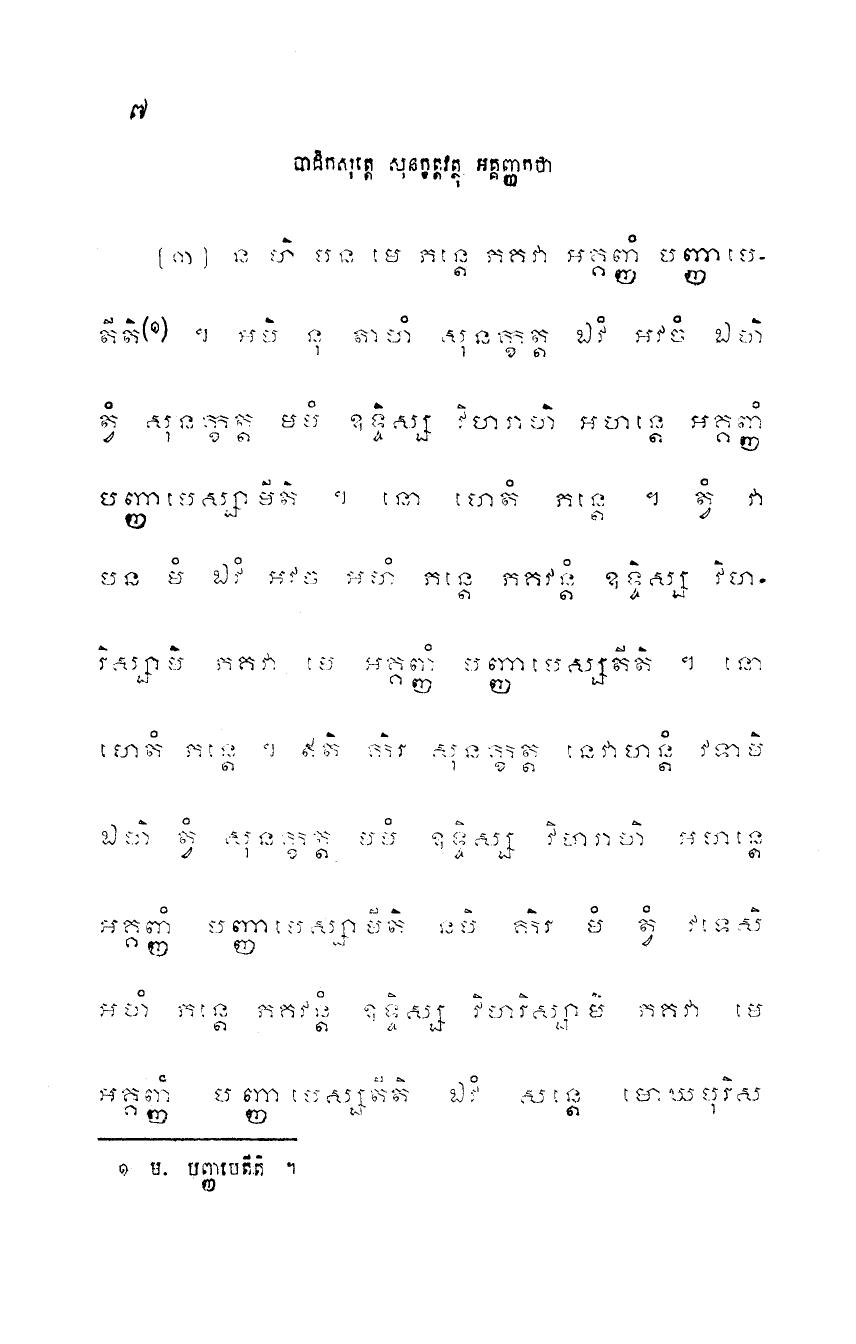 ៧
បាដិកសុត្តេ សុនក្ខត្តវត្ថុ អគ្គញ្ញកថា
[៣] ន ហិ បន មេ ភន្តេ ភគវា អគ្គញ្ញំ បញ្ញាបេ-
តីតិ(១) ។ អបិ នុ តាហំ សុនក្ខត្ត ឯវំ អវចំ ឯហិ
ត្វំ សុនក្ខត្ត មមំ ឧទ្ទិស្ស វិហរាហិ អហន្តេ អគ្គញ្ញំ
បញ្ញាបេស្សាមីតិ ។ នោ ហេតំ ភន្តេ ។ ត្វំ វា
បន មំ ឯវំ អវច អហំ ភន្តេ ភគវន្តំ ឧទ្ទិស្ស វិហ-
រិស្សាមិ ភគវា មេ អគ្គញ្ញំ បញ្ញាបេស្សតីតិ ។ នោ
ហេតំ ភន្តេ ។ ឥតិ កិរ សុនក្ខត្ត នេវាហន្តំ វទាមិ
ឯហិ ត្វំ សុនក្ខត្ត មមំ ឧទ្ទិស្ស វិហរាហិ អហន្តេ
អគ្គញ្ញំ បញ្ញាបេស្សាមីតិ នបិ កិរ មំ ត្វំ វទេសិ
អហំ ភន្តេ ភគវន្តំ ឧទ្ទិស្ស វិហរិស្សាមិ ភគវា មេ
អគ្គញ្ញំ បញ្ញាបេស្សតីតិ ឯវំ សន្តេ មោឃបុរិស
១ ម. បញ្ញបេតីតិ ។